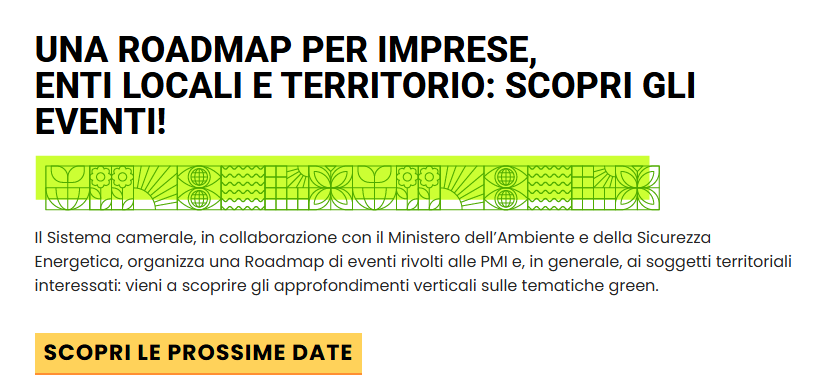 UNA ROADMAP PER IMPRESE,
ENTI LOCALI E TERRITORIO: SCOPRI GLI
EVENTI!
Il Sistema camerale, in collaborazione con il Ministero dell’Ambiente e della Sicurezza
Energetica, organizza una Roadmap di eventi rivolti alle PMI e, in generale, ai soggetti territoriali
interessati: vieni a scoprire gli approfondimenti verticali sulle tematiche green.
SCOPRI LE PROSSIME DATE